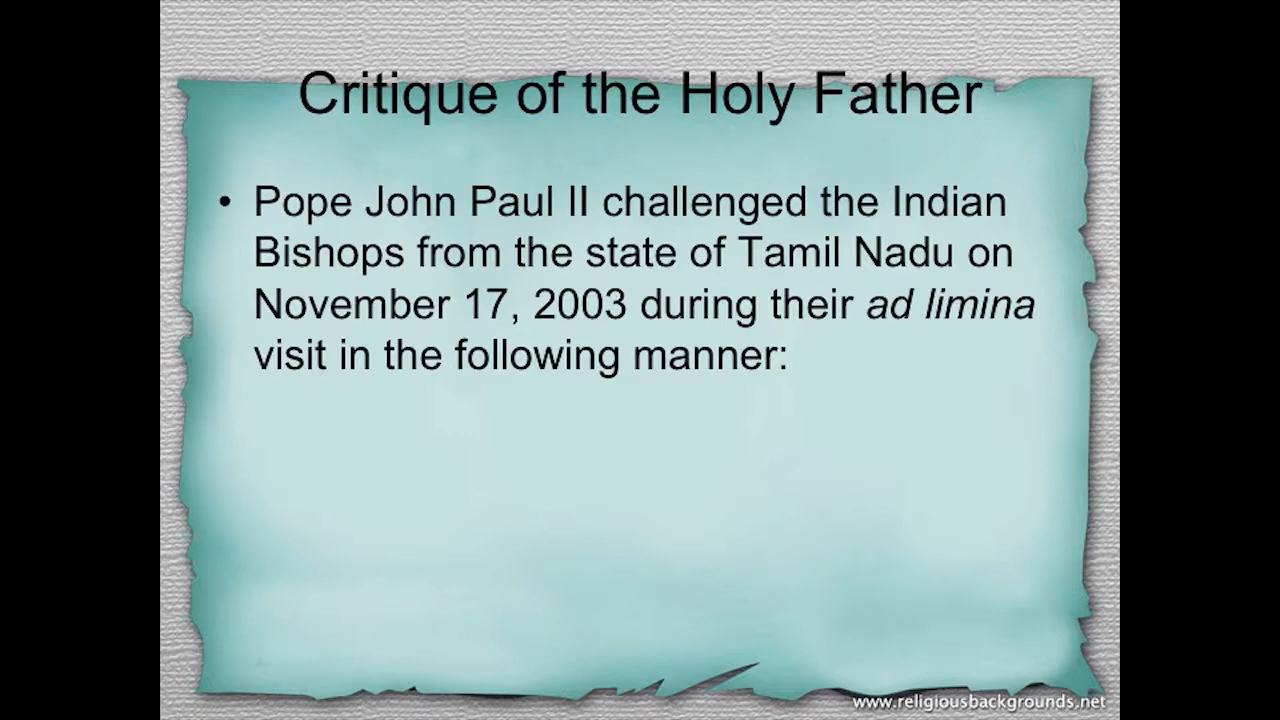 Critique of the Holy Father
• Pope John Paul II challenged the Indian
Bishops from the state of Tamil Nadu on
November 17, 2003 during their ad limina
visit in the following manner:
www.religiousbackgrounds.net